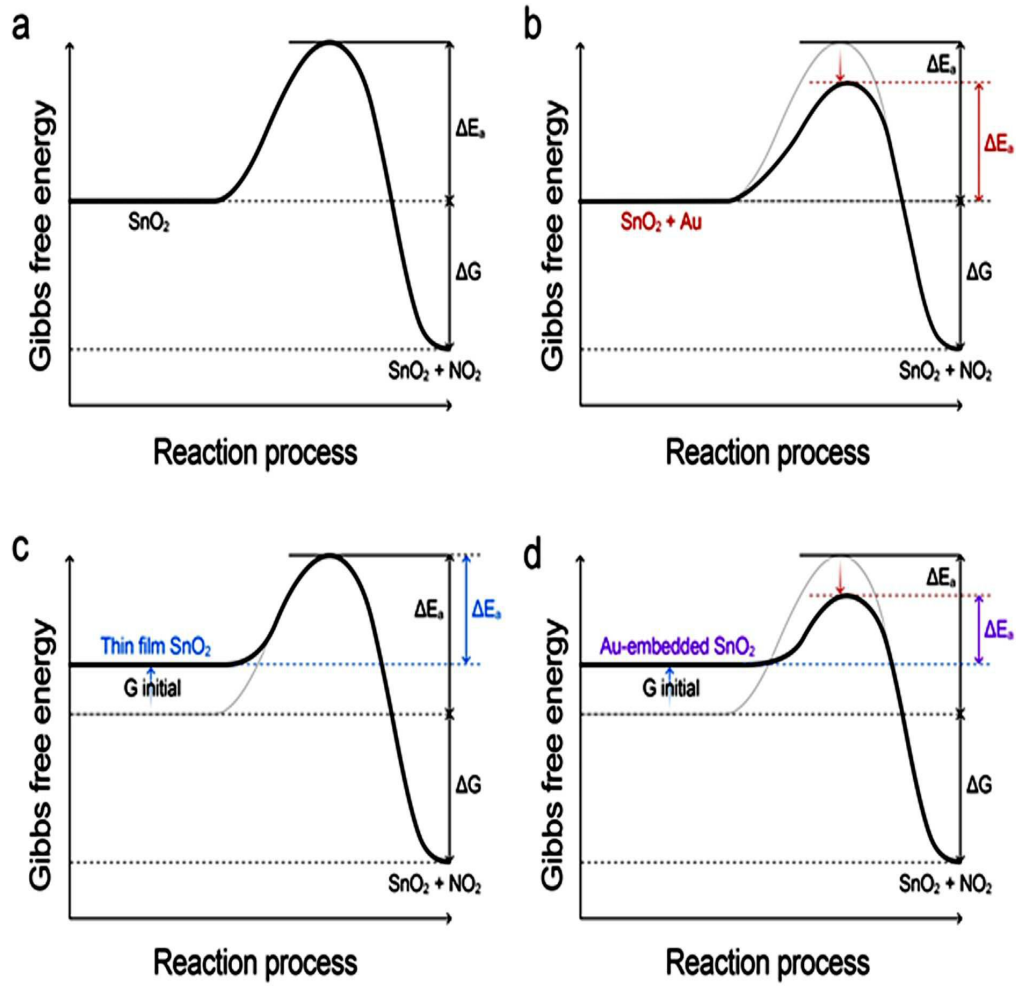 a
Gibbs free energy
SnO₂
ΔEₐ
ΔG
SnO₂ + NO₂
Reaction process
b
Gibbs free energy
SnO₂ + Au
ΔEₐ
ΔEₐ
ΔG
SnO₂ + NO₂
Reaction process
c
Gibbs free energy
Thin film SnO₂
G initial
ΔEₐ
ΔEₐ
ΔG
SnO₂ + NO₂
Reaction process
d
Gibbs free energy
Au-embedded SnO₂
G initial
ΔEₐ
ΔEₐ
ΔG
SnO₂ + NO₂
Reaction process